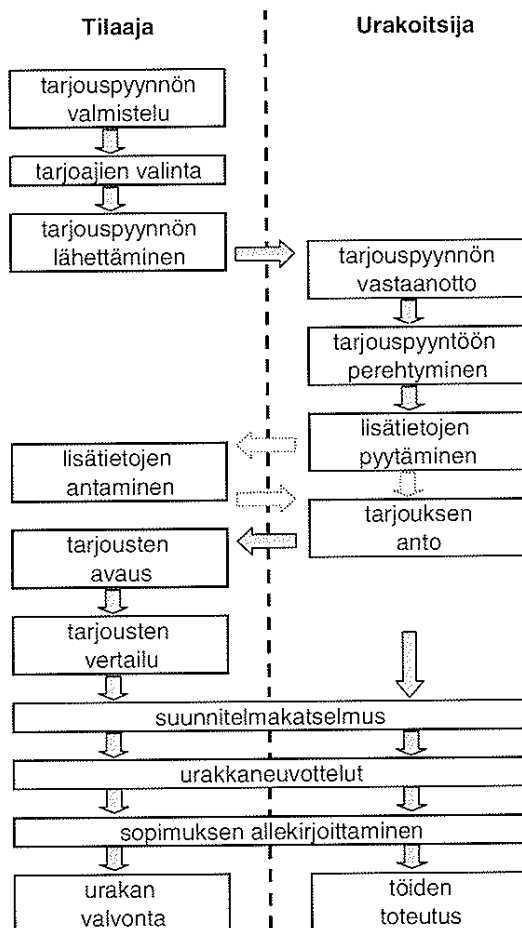 Tilaaja
Urakoitsija
tarjouspyynnön
valmistelu
tarjoajien valinta
tarjouspyynnön
lähettäminen
tarjouspyynnön
vastaanotto
tarjouspyyntöön
perehtyminen
lisätietojen
pyytäminen
lisätietojen
antaminen
tarjouksen
anto
tarjousten
avaus
tarjousten
vertailu
suunnitelmakatselmus
urakkaneuvottelut
sopimuksen allekirjoittaminen
urakan
valvonta
töiden
toteutus